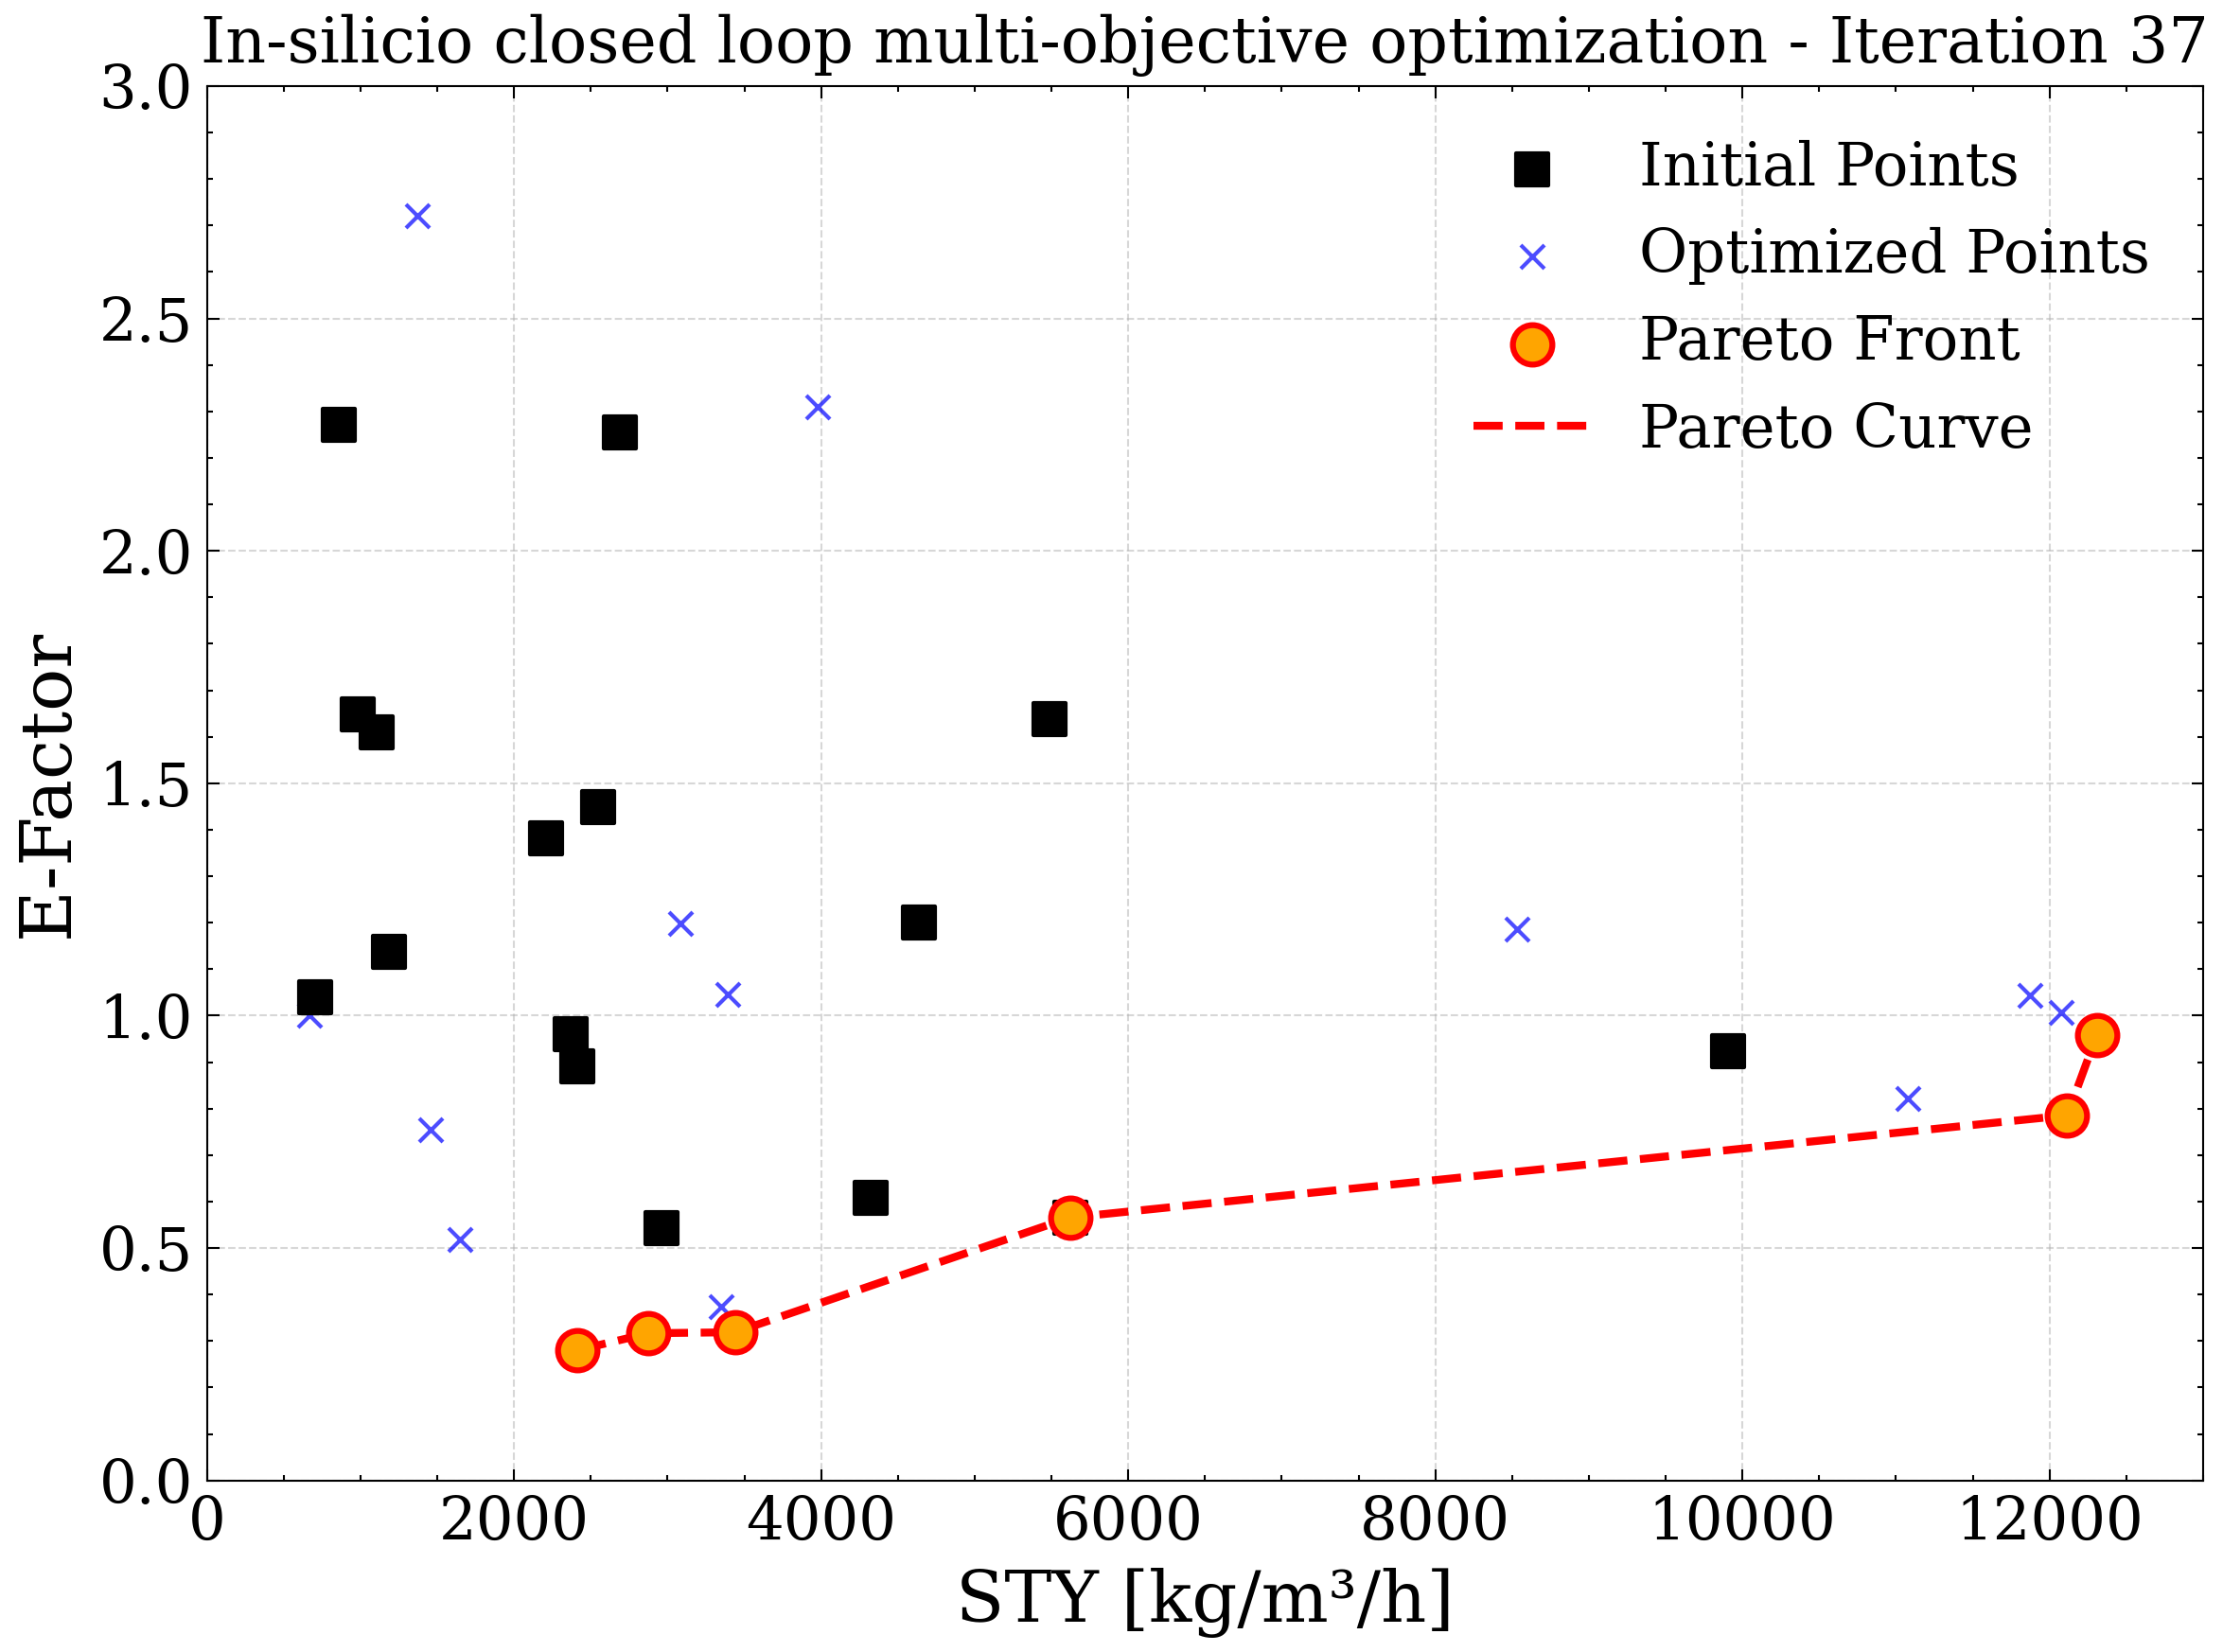 In-silicio closed loop multi-objective optimization - Iteration 37
3.0
2.5
2.0
1.5
1.0
0.5
0.0
E-Factor
Initial Points
Optimized Points
Pareto Front
Pareto Curve
0 2000 4000 6000 8000 10000 12000
STY [kg/m³/h]